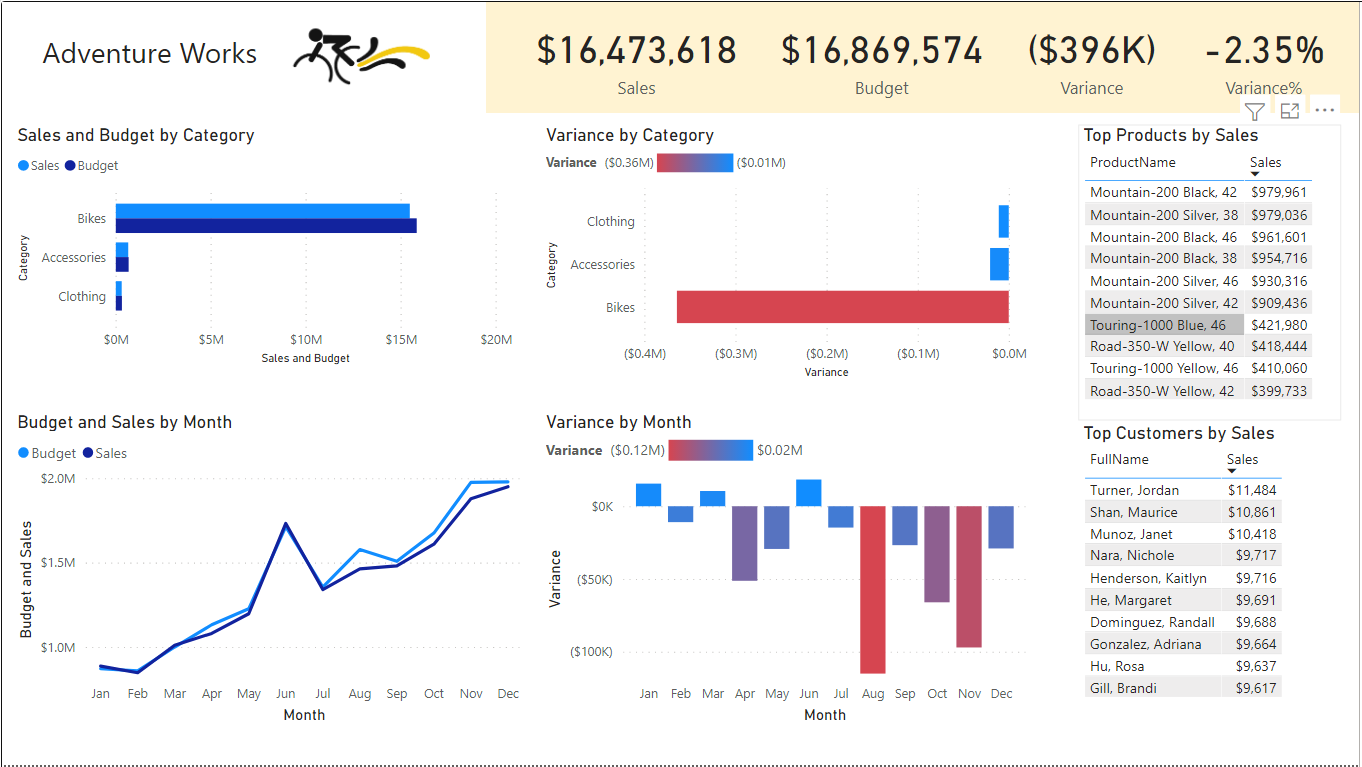 Adventure Works
$16,473,618 $16,869,574 ($396K) -2.35%
Sales Budget Variance Variance%
Sales and Budget by Category
Sales Budget
Category
Bikes
Accessories
Clothing
$0M $5M $10M $15M $20M
Sales and Budget
Variance by Category
Variance ($0.36M) ($0.01M)
Category
Clothing
Accessories
Bikes
($0.4M) ($0.3M) ($0.2M) ($0.1M) $0.0M
Variance
Top Products by Sales
ProductName Sales
Mountain-200 Black, 42 $979,961
Mountain-200 Silver, 38 $979,036
Mountain-200 Black, 46 $961,601
Mountain-200 Black, 38 $954,716
Mountain-200 Silver, 46 $930,316
Mountain-200 Silver, 42 $909,436
Touring-1000 Blue, 46 $421,980
Road-350-W Yellow, 40 $418,444
Touring-1000 Yellow, 46 $410,060
Road-350-W Yellow, 42 $399,733
Budget and Sales by Month
Budget Sales
Budget and Sales
$2.0M
$1.5M
$1.0M
Jan Feb Mar Apr May Jun Jul Aug Sep Oct Nov Dec
Month
Variance by Month
Variance ($0.12M) $0.02M
Variance
$0K
($50K)
($100K)
Jan Feb Mar Apr May Jun Jul Aug Sep Oct Nov Dec
Month
Top Customers by Sales
FullName Sales
Turner, Jordan $11,484
Shan, Maurice $10,861
Munoz, Janet $10,418
Nara, Nichole $9,717
Henderson, Kaitlyn $9,716
He, Margaret $9,691
Dominguez, Randall $9,688
Gonzalez, Adriana $9,664
Hu, Rosa $9,637
Gill, Brandi $9,617